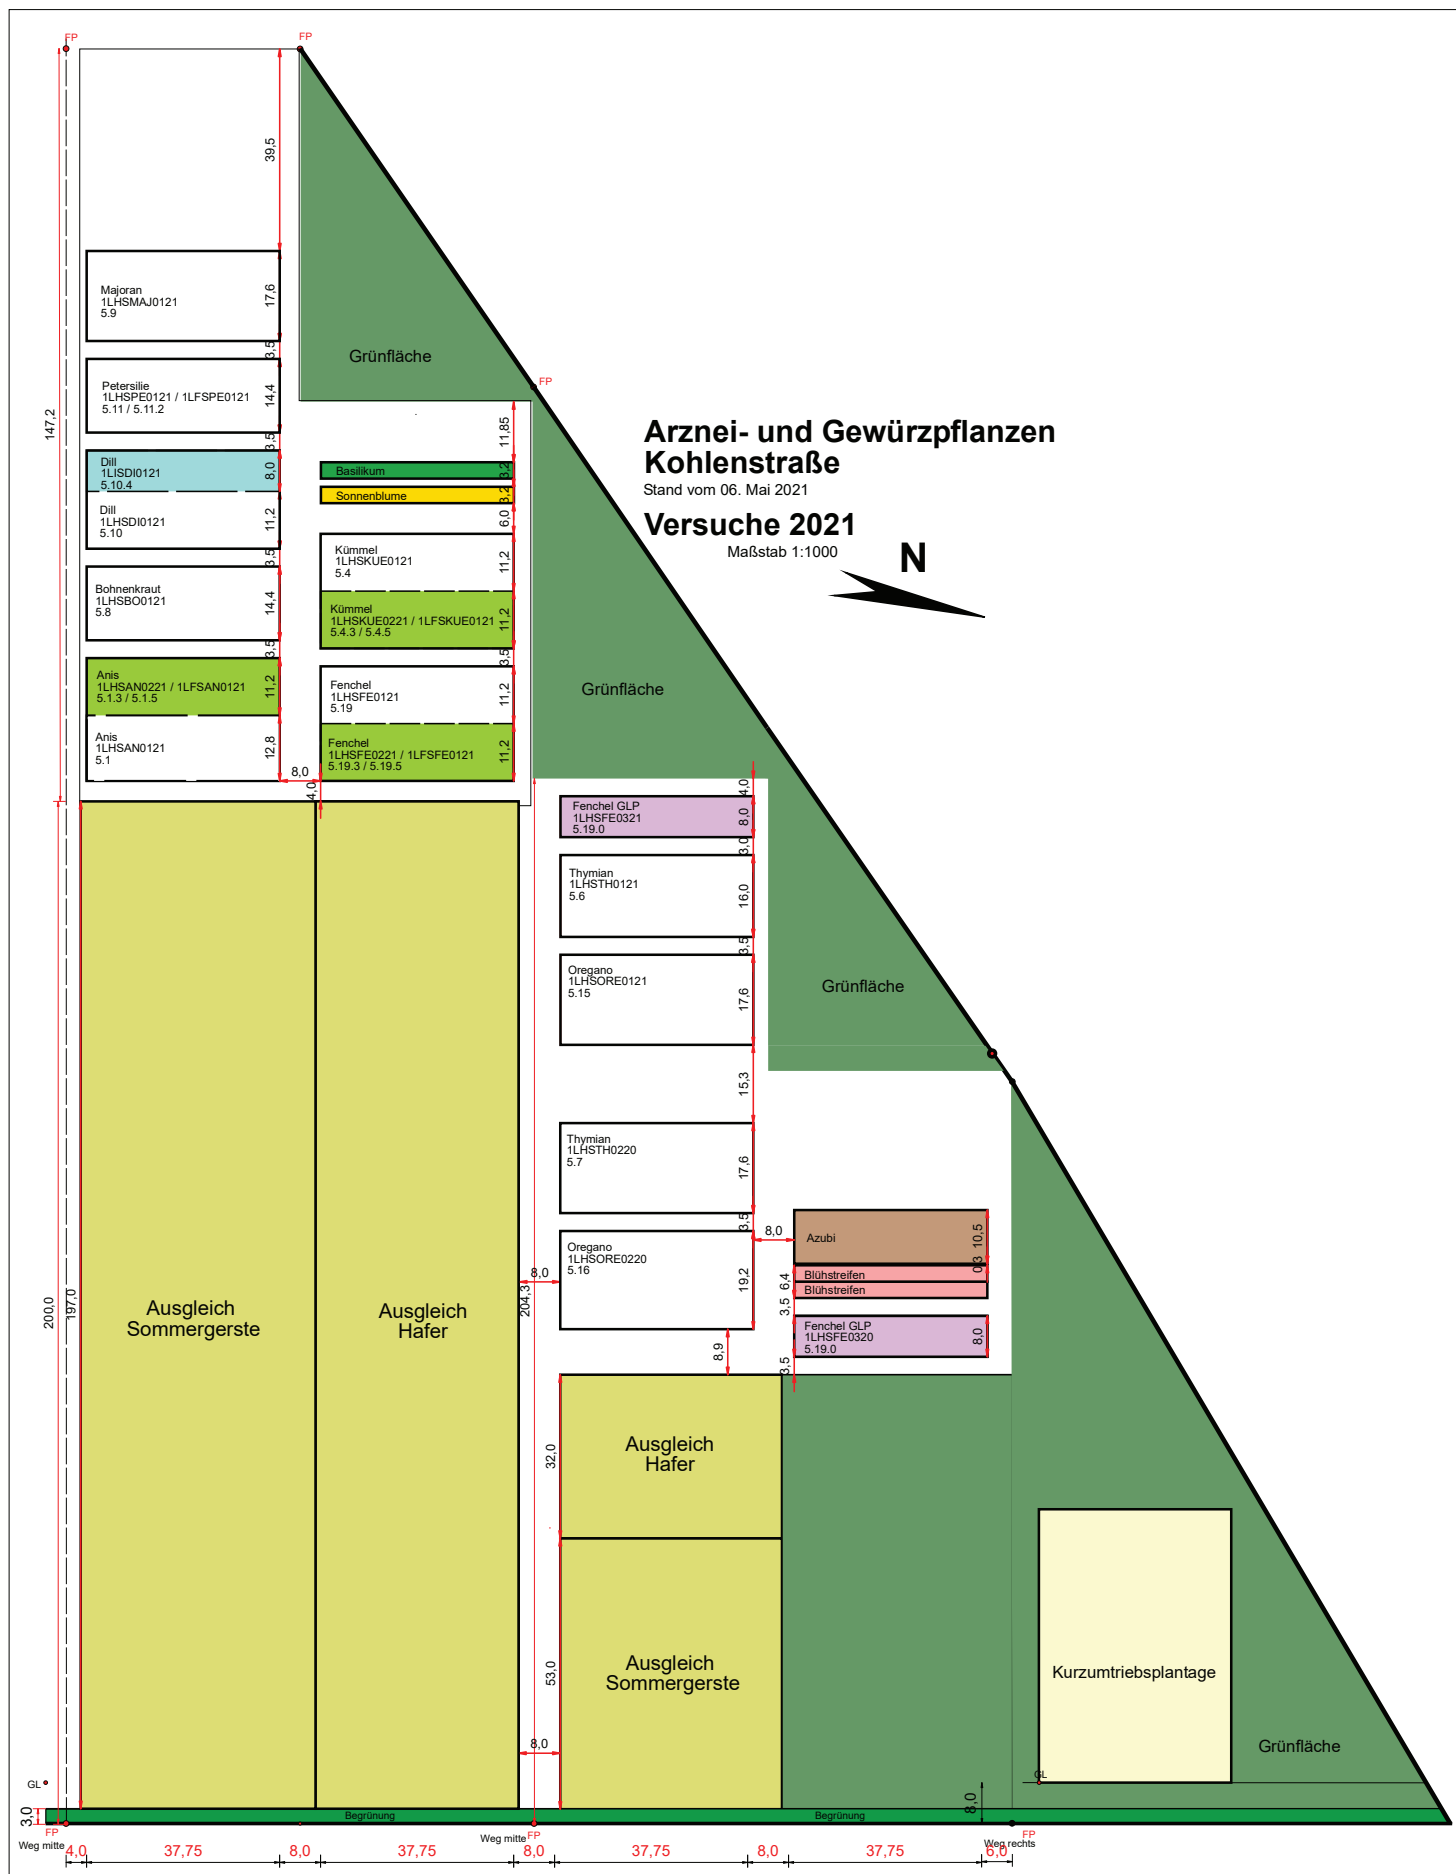 FP
FP
39,5
147,2
Majoran
1LHSMAJ0121
5.9
17,6
3,5
Petersilie
1LHSPE0121 / 1LFSPE0121
5.11 / 5.11.2
14,4
3,5
Dill
1LISDI0121
5.10.4
8,0
Dill
1LHSDI0121
5.10
11,2
3,5
Bohnenkraut
1LHSBO0121
5.8
14,4
3,5
Anis
1LHSAN0221 / 1LFSAN0121
5.1.3 / 5.1.5
11,2
Anis
1LHSAN0121
5.1
12,8
8,0
4,0
Grünfläche
FP
11,85
Basilikum
3,2
Sonnenblume
3,2
6,0
Kümmel
1LHSKUE0121
5.4
11,2
Kümmel
1LHSKUE0221 / 1LFSKUE0121
5.4.3 / 5.4.5
11,2
3,5
Fenchel
1LHSFE0121
5.19
11,2
Fenchel
1LHSFE0221 / 1LFSFE0121
5.19.3 / 5.19.5
11,2
Arznei- und Gewürzpflanzen
Kohlenstraße
Stand vom 06. Mai 2021
Versuche 2021
Maßstab 1:1000
N
Grünfläche
4,0
Fenchel GLP
1LHSFE0321
5.19.0
8,0
3,0
Thymian
1LHSTH0121
5.6
16,0
3,5
Oregano
1LHSORE0121
5.15
17,6
Grünfläche
15,3
Thymian
1LHSTH0220
5.7
17,6
3,5
Oregano
1LHSORE0220
5.16
19,2
8,0
8,0
204,3
8,9
Azubi
10,5
0,3
Blühstreifen
Blühstreifen
6,4
3,5
Fenchel GLP
1LHSFE0320
5.19.0
8,0
3,5
200,0
197,0
Ausgleich
Sommergerste
Ausgleich
Hafer
Ausgleich
Hafer
32,0
Ausgleich
Sommergerste
53,0
8,0
Kurzumtriebsplantage
Grünfläche
GL
GL
8,0
3,0
Begrünung
Begrünung
FP
Weg mitte
Weg mitte
FP
FP
Weg rechts
4,0
37,75
8,0
37,75
8,0
37,75
8,0
37,75
6,0